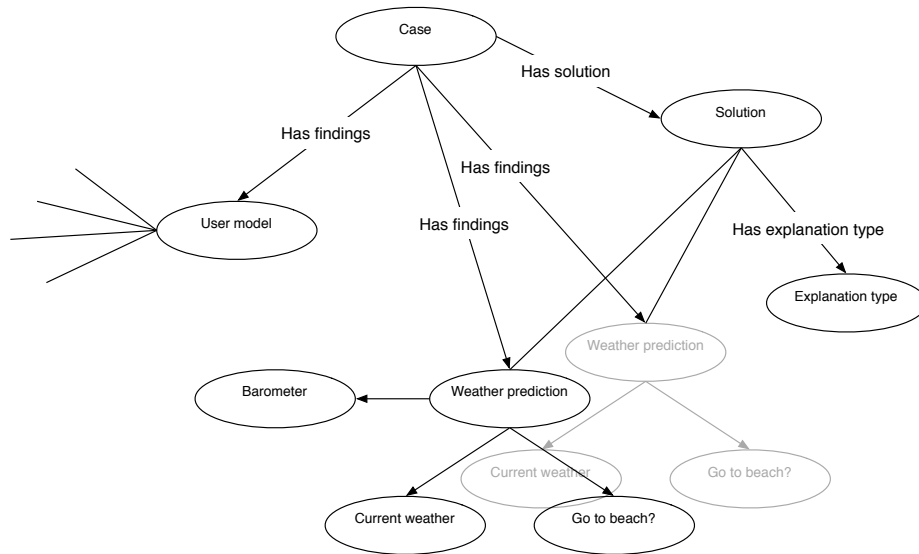 Case
Has solution
Solution
Has findings
Has findings
User model
Has findings
Has explanation type
Explanation type
Weather prediction
Barometer
Weather prediction
Current weather
Go to beach?
Current weather
Go to beach?